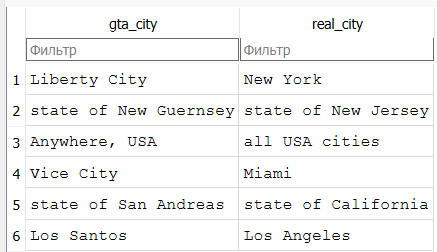 gta_city real_city
Фильтр Фильтр
1 Liberty City New York
2 state of New Guernsey state of New Jersey
3 Anywhere, USA all USA cities
4 Vice City Miami
5 state of San Andreas state of California
6 Los Santos Los Angeles